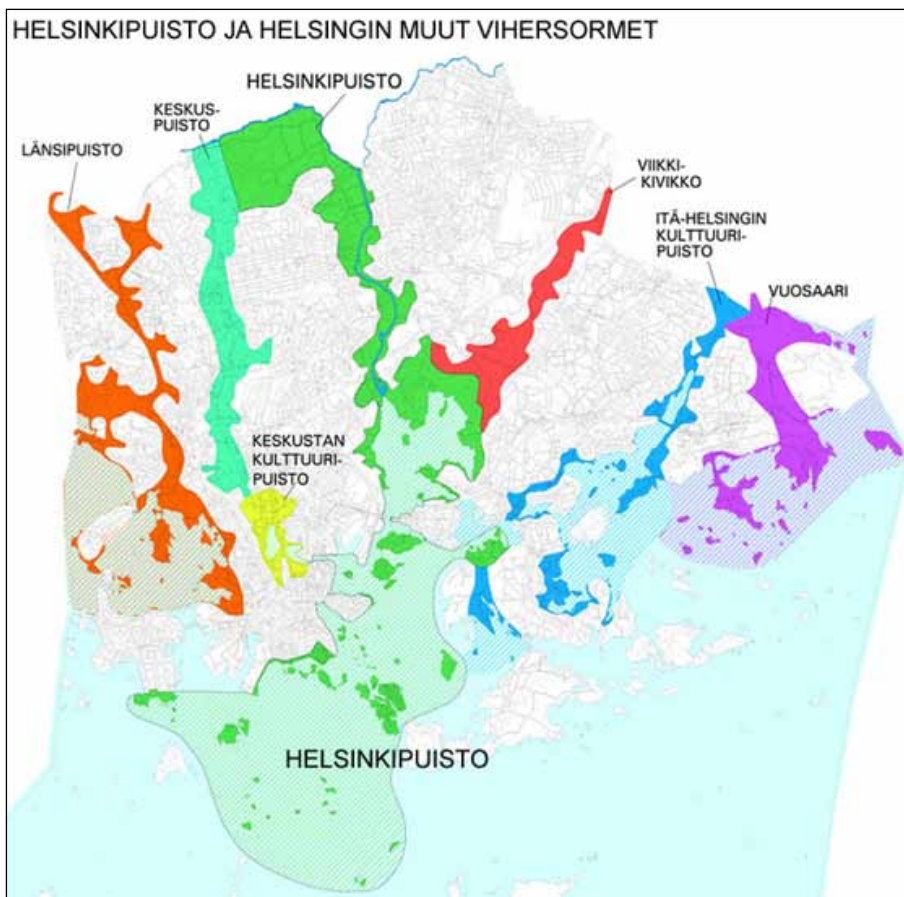 HELSINKIPUISTO JA HELSINGIN MUUT VIHERSORMET
HELSINKIPUISTO
KESKUS-
PUISTO
LÄNSIPUISTO
VIIKKI-
KIVIKKO
ITÄ-HELSINGIN
KULTTUURI-
PUISTO
VUOSAARI
KESKUSTAN
KULTTUURI-
PUISTO
HELSINKIPUISTO